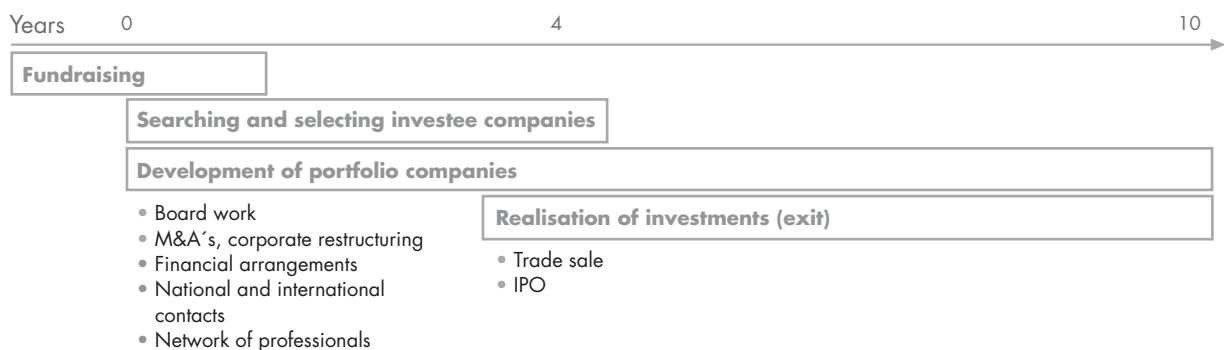 Years 0 4 10
Fundraising
Searching and selecting investee companies
Development of portfolio companies
• Board work
• M&A´s, corporate restructuring
• Financial arrangements
• National and international
contacts
• Network of professionals
Realisation of investments (exit)
• Trade sale
• IPO